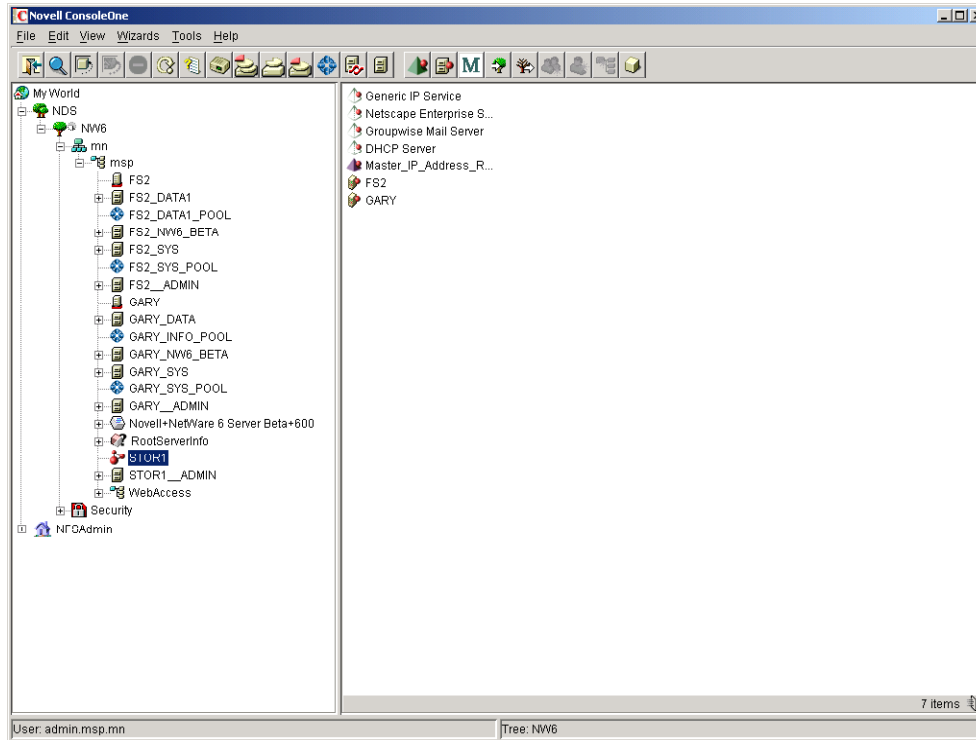 Novell ConsoleOne
File Edit View Wizards Tools Help
M
My World
NDS
NW6
mn
msp
FS2
FS2_DATA1
FS2_DATA1_POOL
FS2_NW6_BETA
FS2_SYS
FS2_SYS_POOL
FS2__ADMIN
GARY
GARY_DATA
GARY_INFO_POOL
GARY_NW6_BETA
GARY_SYS
GARY_SYS_POOL
GARY__ADMIN
Novell+NetWare 6 Server Beta+600
RootServerInfo
STOR1
STOR1__ADMIN
WebAccess
Security
Generic IP Service
Netscape Enterprise S...
Groupwise Mail Server
DHCP Server
Master_IP_Address_R...
FS2
GARY
7 items
User: admin.msp.mn
Tree: NW6